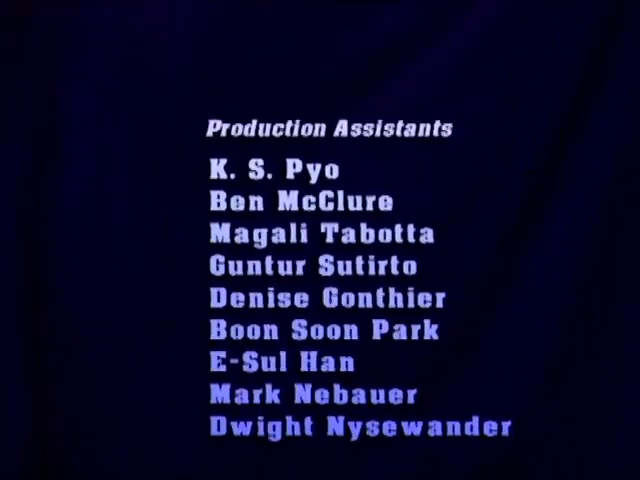 Production Assistants
K. S. Pyo
Ben McClure
Magali Tabotta
Guntur Sutirto
Denise Gonthier
Boon Soon Park
E-Sul Han
Mark Nebauer
Dwight Nysewander